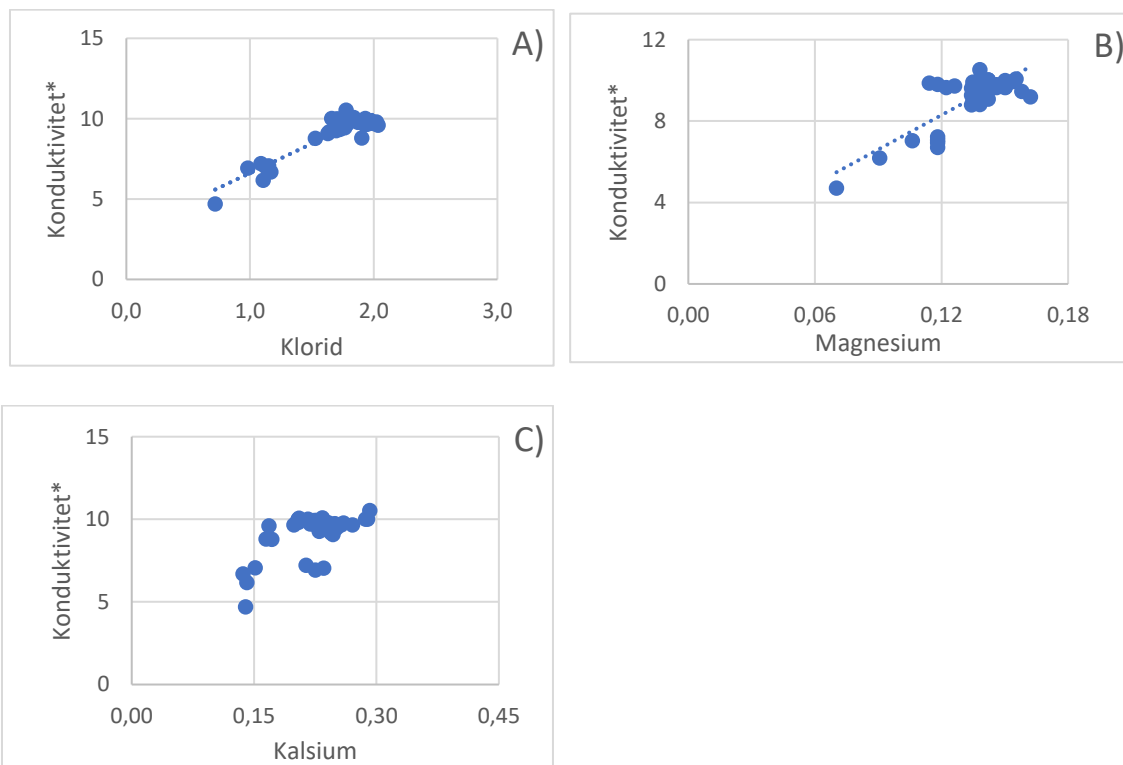 A)
Konduktivitet*
15
10
5
0
0,0 1,0 2,0 3,0
Klorid
B)
Konduktivitet*
12
8
4
0
0,00 0,06 0,12 0,18
Magnesium
C)
Konduktivitet*
15
10
5
0
0,00 0,15 0,30 0,45
Kalsium